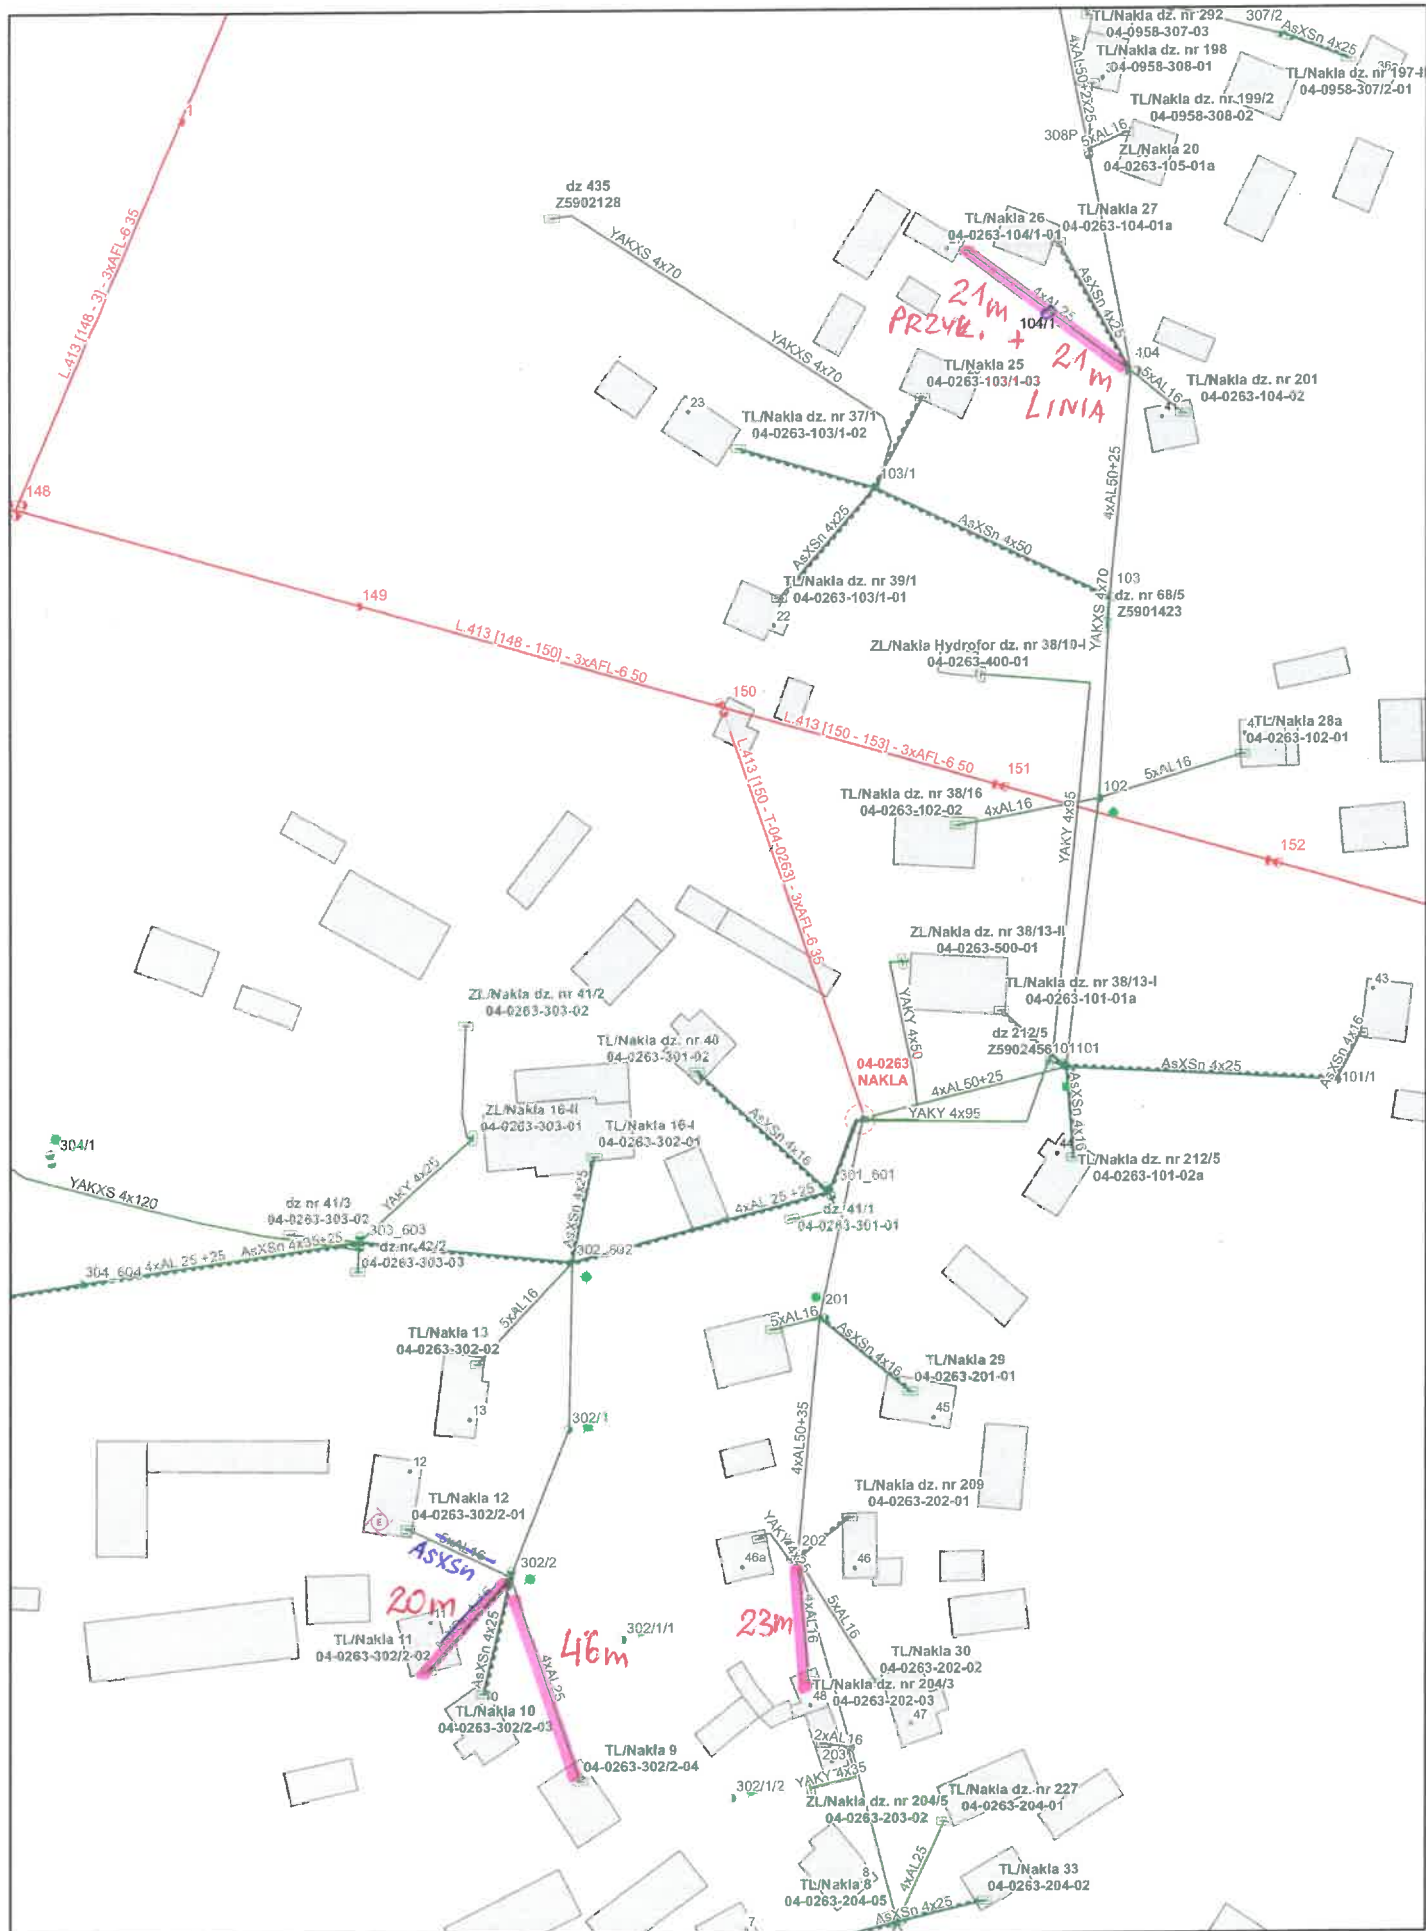 TL/Nakla dz. nr 292
04-0958-307-03
307/2
AsXSn 4x25
TL/Nakla dz. nr 198
04-0958-308-01
36a
TL/Nakla dz. nr 197-II
04-0958-307/2-01
4xAL50+2x25
TL/Nakla dz. nr 199/2
04-0958-308-02
308P
5xAL16
ZL/Nakla 20
04-0263-105-01a
1
dz 435
Z5902128
L.413 [148 - 3] - 3xAFL-6 35
YAKXS 4x70
TL/Nakla 26
04-0263-104/1-01
TL/Nakla 27
04-0263-104-01a
AsXSn 4x25
4xAL25
21m
PRZYŁ. +
104/1
21m
LINIA
104
5xAL16
TL/Nakla dz. nr 201
04-0263-104-02
41
YAKXS 4x70
TL/Nakla 25
04-0263-103/1-03
23
TL/Nakla dz. nr 37/1
04-0263-103/1-02
103/1
4xAL50+25
148
AsXSn 4x25
AsXSn 4x50
TL/Nakla dz. nr 39/1
04-0263-103/1-01
22
103
dz. nr 68/5
Z5901423
YAKXS 4x70
149
L.413 [148 - 150] - 3xAFL-6 50
ZL/Nakla Hydrofor dz. nr 38/10-I
04-0263-400-01
150
L.413 [150 - 153] - 3xAFL-6 50
151
TL/Nakla 28a
04-0263-102-01
5xAL16
102
TL/Nakla dz. nr 38/16
04-0263-102-02
4xAL16
YAKY 4x95
152
L.413 [150 - T-04-0263] - 3xAFL-6 35
ZL/Nakla dz. nr 38/13-II
04-0263-500-01
TL/Nakla dz. nr 38/13-I
04-0263-101-01a
43
YAKY 4x50
dz 212/5
Z5902456
101
101
ZL/Nakla dz. nr 41/2
04-0263-303-02
TL/Nakla dz. nr 40
04-0263-301-02
04-0263
NAKLA
4xAL50+25
YAKY 4x95
AsXSn 4x25
AsXSn 4x16
101/1
AsXSn 4x16
44
TL/Nakla dz. nr 212/5
04-0263-101-02a
ZL/Nakla 16-II
04-0263-303-01
TL/Nakla 16-I
04-0263-302-01
AsXSn 4x16
304/1
YAKXS 4x120
YAKY 4x25
AsXSn 4x25
301_601
dz. 41/1
04-0263-301-01
4xAL 25 +25
dz nr 41/3
04-0263-303-02
303_603
dz. nr 42/2
04-0263-303-03
AsXSn 4x35+25
302_602
304_604
4xAL 25 +25
5xAL16
201
5xAL16
AsXSn 4x16
TL/Nakla 13
04-0263-302-02
13
TL/Nakla 29
04-0263-201-01
45
302/1
4xAL50+35
12
TL/Nakla 12
04-0263-302/2-01
E
5xAL16
AsXSn
302/2
TL/Nakla dz. nr 209
04-0263-202-01
202
46a
46
20m
11
TL/Nakla 11
04-0263-302/2-02
AsXSn 4x25
46m
4xAL25
302/1/1
23m
4xAL16
5xAL16
TL/Nakla 30
04-0263-202-02
TL/Nakla dz. nr 204/3
04-0263-202-03
48
47
TL/Nakla 10
04-0263-302/2-03
2xAL16
203
TL/Nakla 9
04-0263-302/2-04
YAKY 4x35
302/1/2
ZL/Nakla dz. nr 204/5
04-0263-203-02
TL/Nakla dz. nr 227
04-0263-204-01
4xAL25
8
TL/Nakla 8
04-0263-204-05
TL/Nakla 33
04-0263-204-02
AsXSn 4x25
7